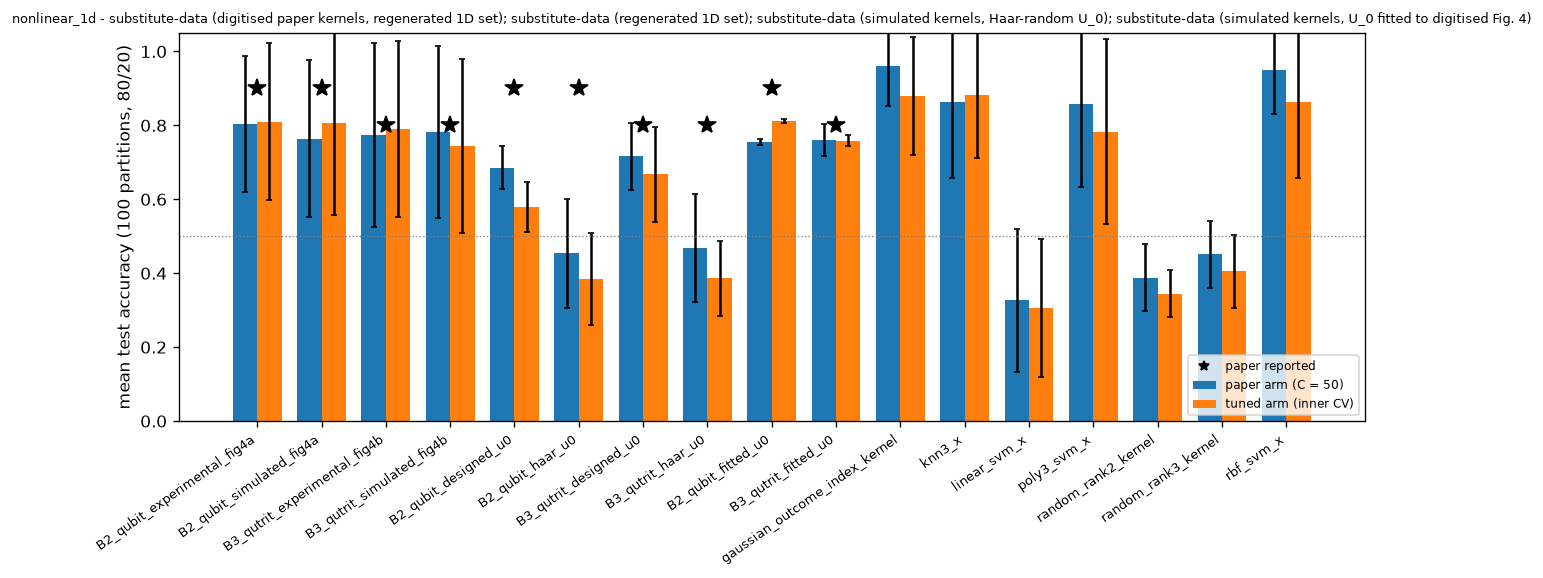 nonlinear_1d - substitute-data (digitised paper kernels, regenerated 1D set); substitute-data (regenerated 1D set); substitute-data (simulated kernels, Haar-random U_0); substitute-data (simulated kernels, U_0 fitted to digitised Fig. 4)
mean test accuracy (100 partitions, 80/20)
1.0
0.8
0.6
0.4
0.2
0.0
paper reported
paper arm (C = 50)
tuned arm (inner CV)
B2_qubit_experimental_fig4a
B2_qubit_simulated_fig4a
B3_qutrit_experimental_fig4b
B3_qutrit_simulated_fig4b
B2_qubit_designed_u0
B2_qubit_haar_u0
B3_qutrit_designed_u0
B3_qutrit_haar_u0
B2_qubit_fitted_u0
B3_qutrit_fitted_u0
gaussian_outcome_index_kernel
knn3_x
linear_svm_x
poly3_svm_x
random_rank2_kernel
random_rank3_kernel
rbf_svm_x